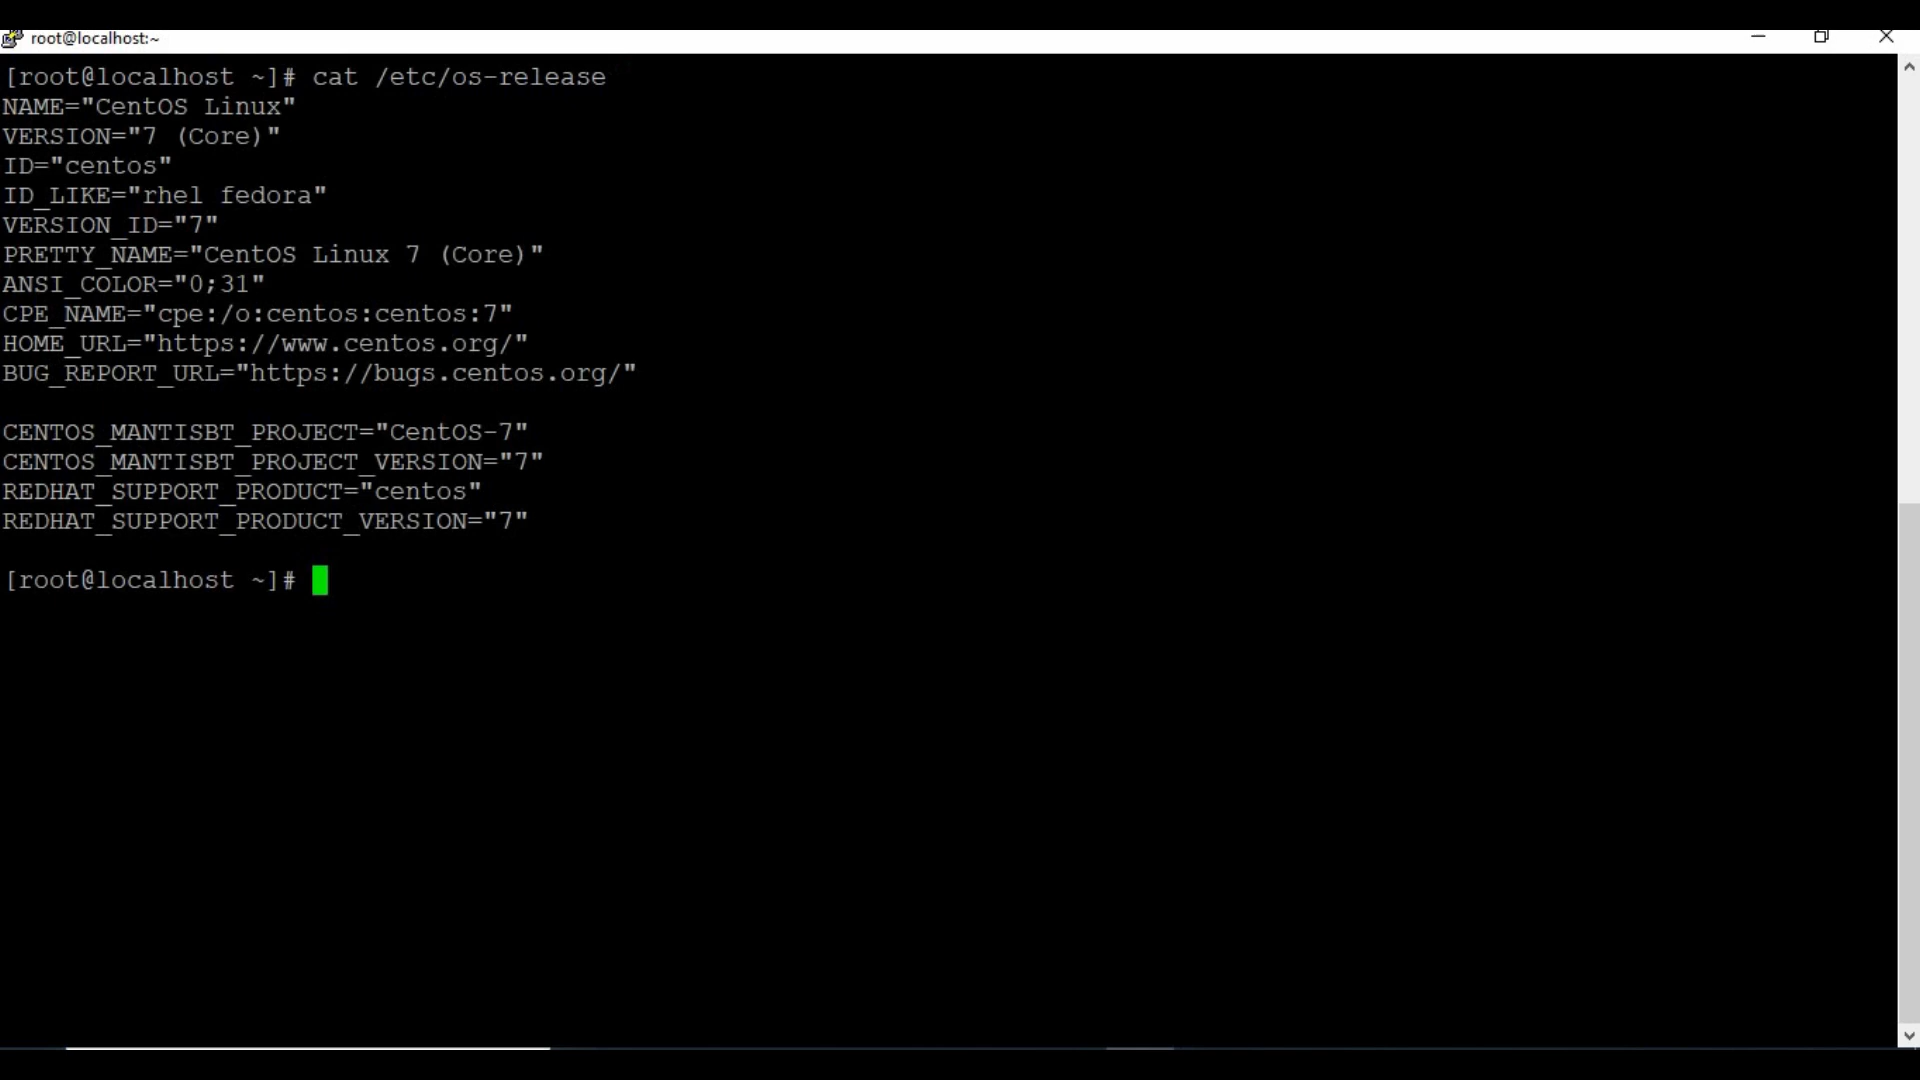 root@localhost:~
[root@localhost ~]# cat /etc/os-release
NAME="CentOS Linux"
VERSION="7 (Core)"
ID="centos"
ID_LIKE="rhel fedora"
VERSION_ID="7"
PRETTY_NAME="CentOS Linux 7 (Core)"
ANSI_COLOR="0;31"
CPE_NAME="cpe:/o:centos:centos:7"
HOME_URL="https://www.centos.org/"
BUG_REPORT_URL="https://bugs.centos.org/"

CENTOS_MANTISBT_PROJECT="CentOS-7"
CENTOS_MANTISBT_PROJECT_VERSION="7"
REDHAT_SUPPORT_PRODUCT="centos"
REDHAT_SUPPORT_PRODUCT_VERSION="7"

[root@localhost ~]#